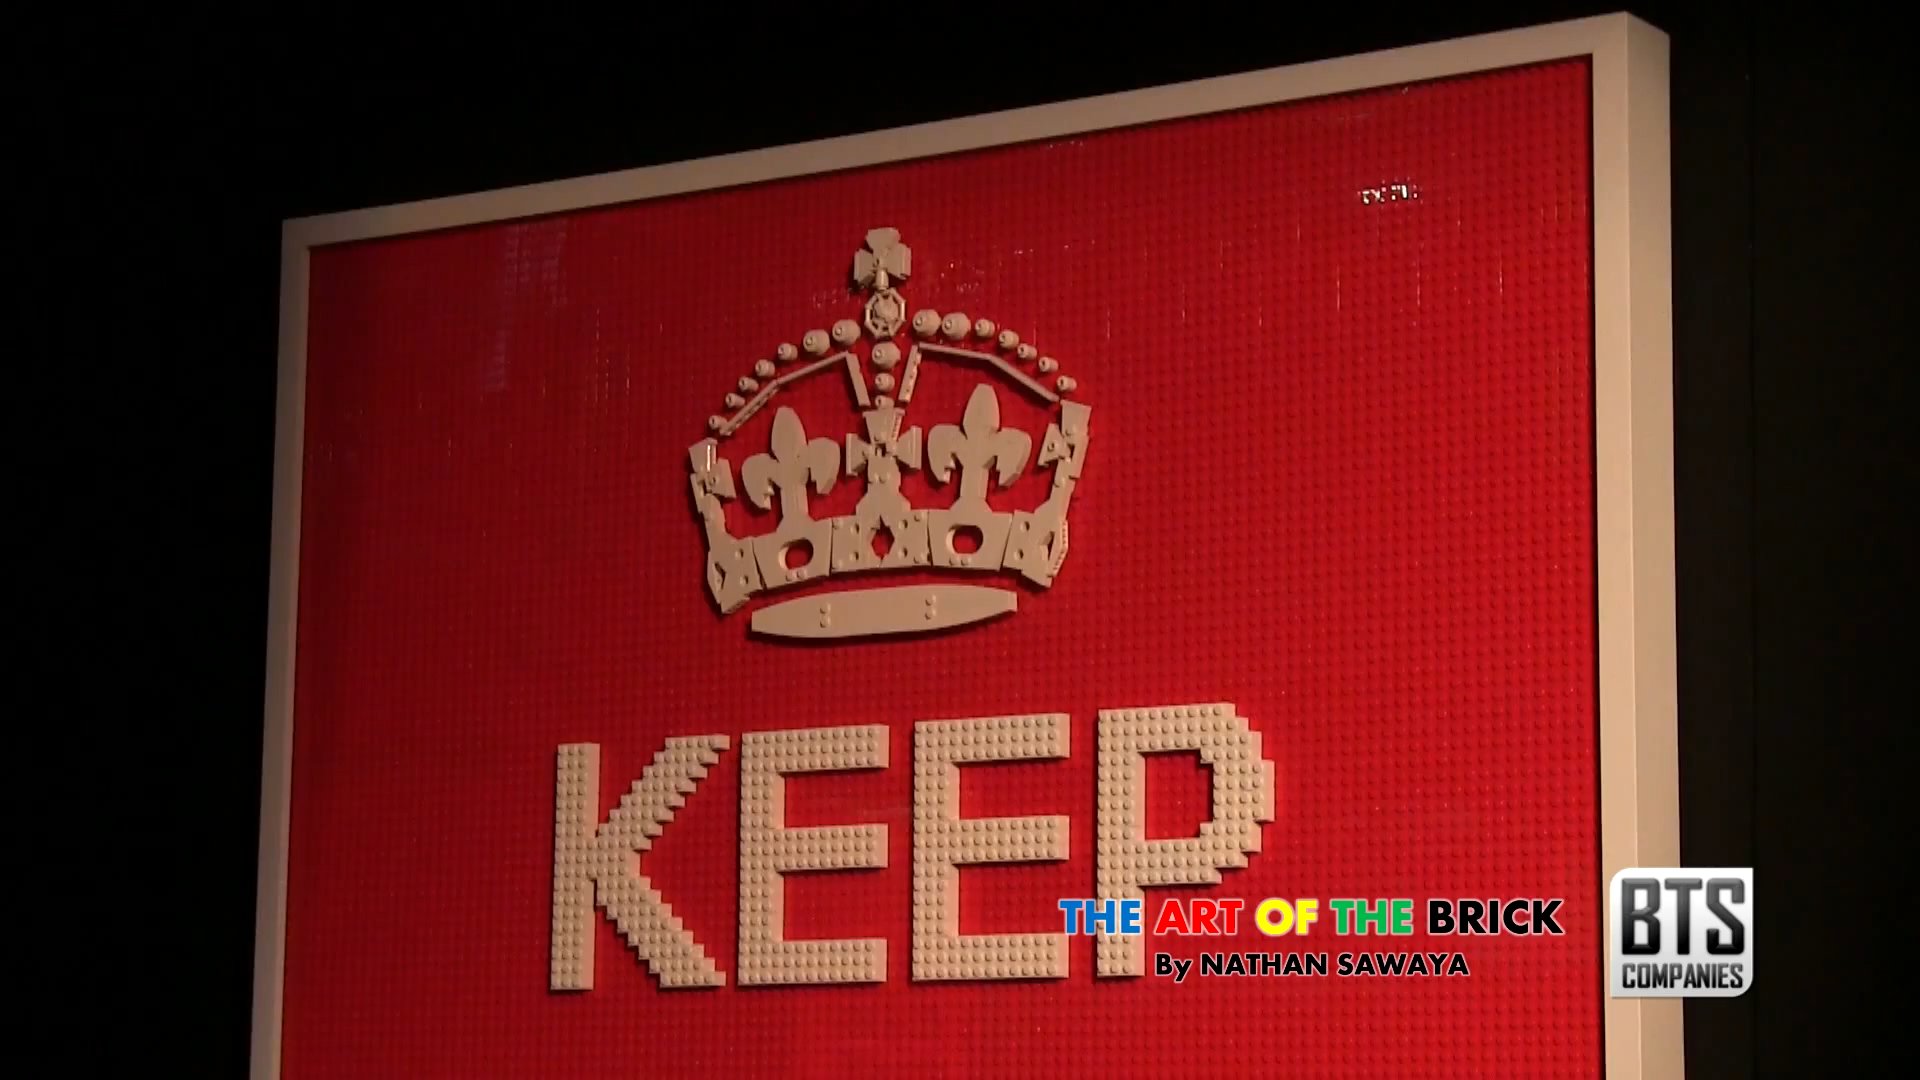 KEEP
THE ART OF THE BRICK
By NATHAN SAWAYA
BTS
COMPANIES